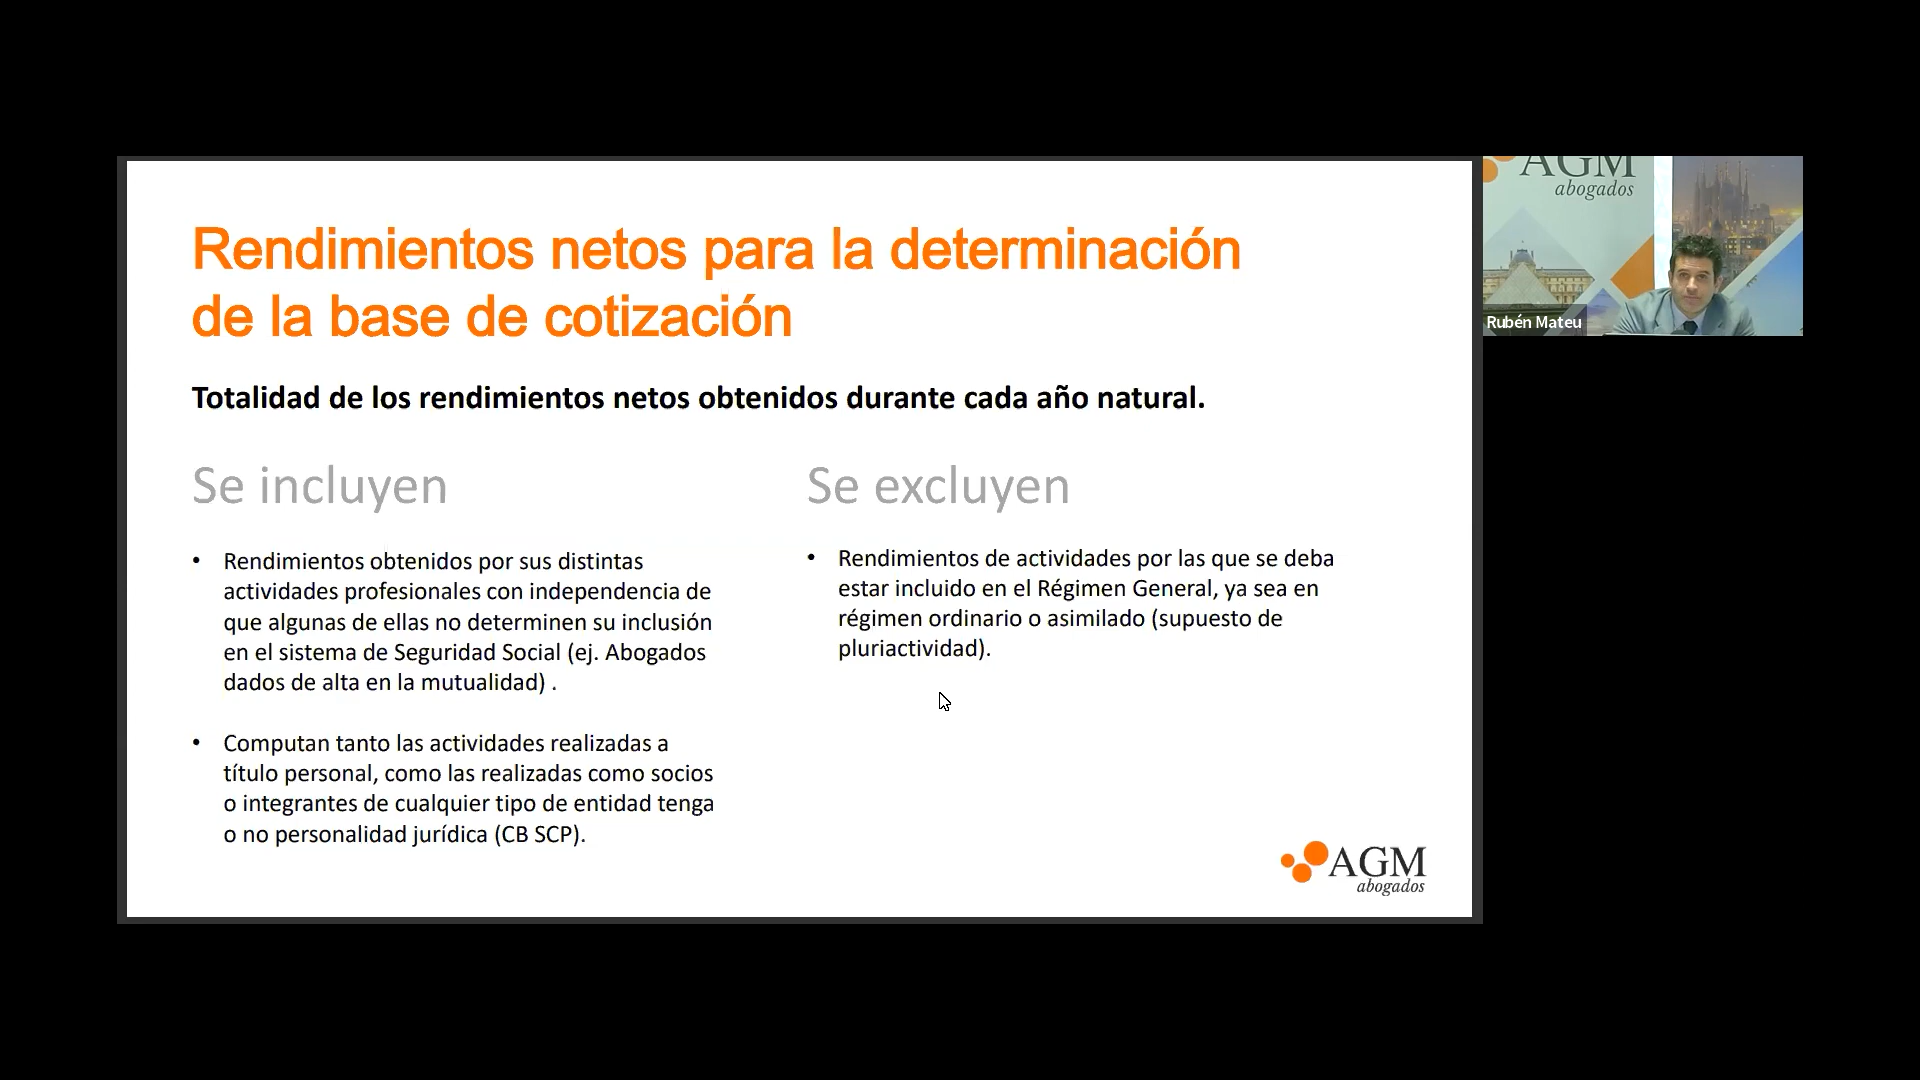 Rendimientos netos para la determinación
de la base de cotización
Totalidad de los rendimientos netos obtenidos durante cada año natural.
Se incluyen
• Rendimientos obtenidos por sus distintas
actividades profesionales con independencia de
que algunas de ellas no determinen su inclusión
en el sistema de Seguridad Social (ej. Abogados
dados de alta en la mutualidad) .
• Computan tanto las actividades realizadas a
título personal, como las realizadas como socios
o integrantes de cualquier tipo de entidad tenga
o no personalidad jurídica (CB SCP).
Se excluyen
• Rendimientos de actividades por las que se deba
estar incluido en el Régimen General, ya sea en
régimen ordinario o asimilado (supuesto de
pluriactividad).
AGM
abogados
AGM
abogados
Rubén Mateu